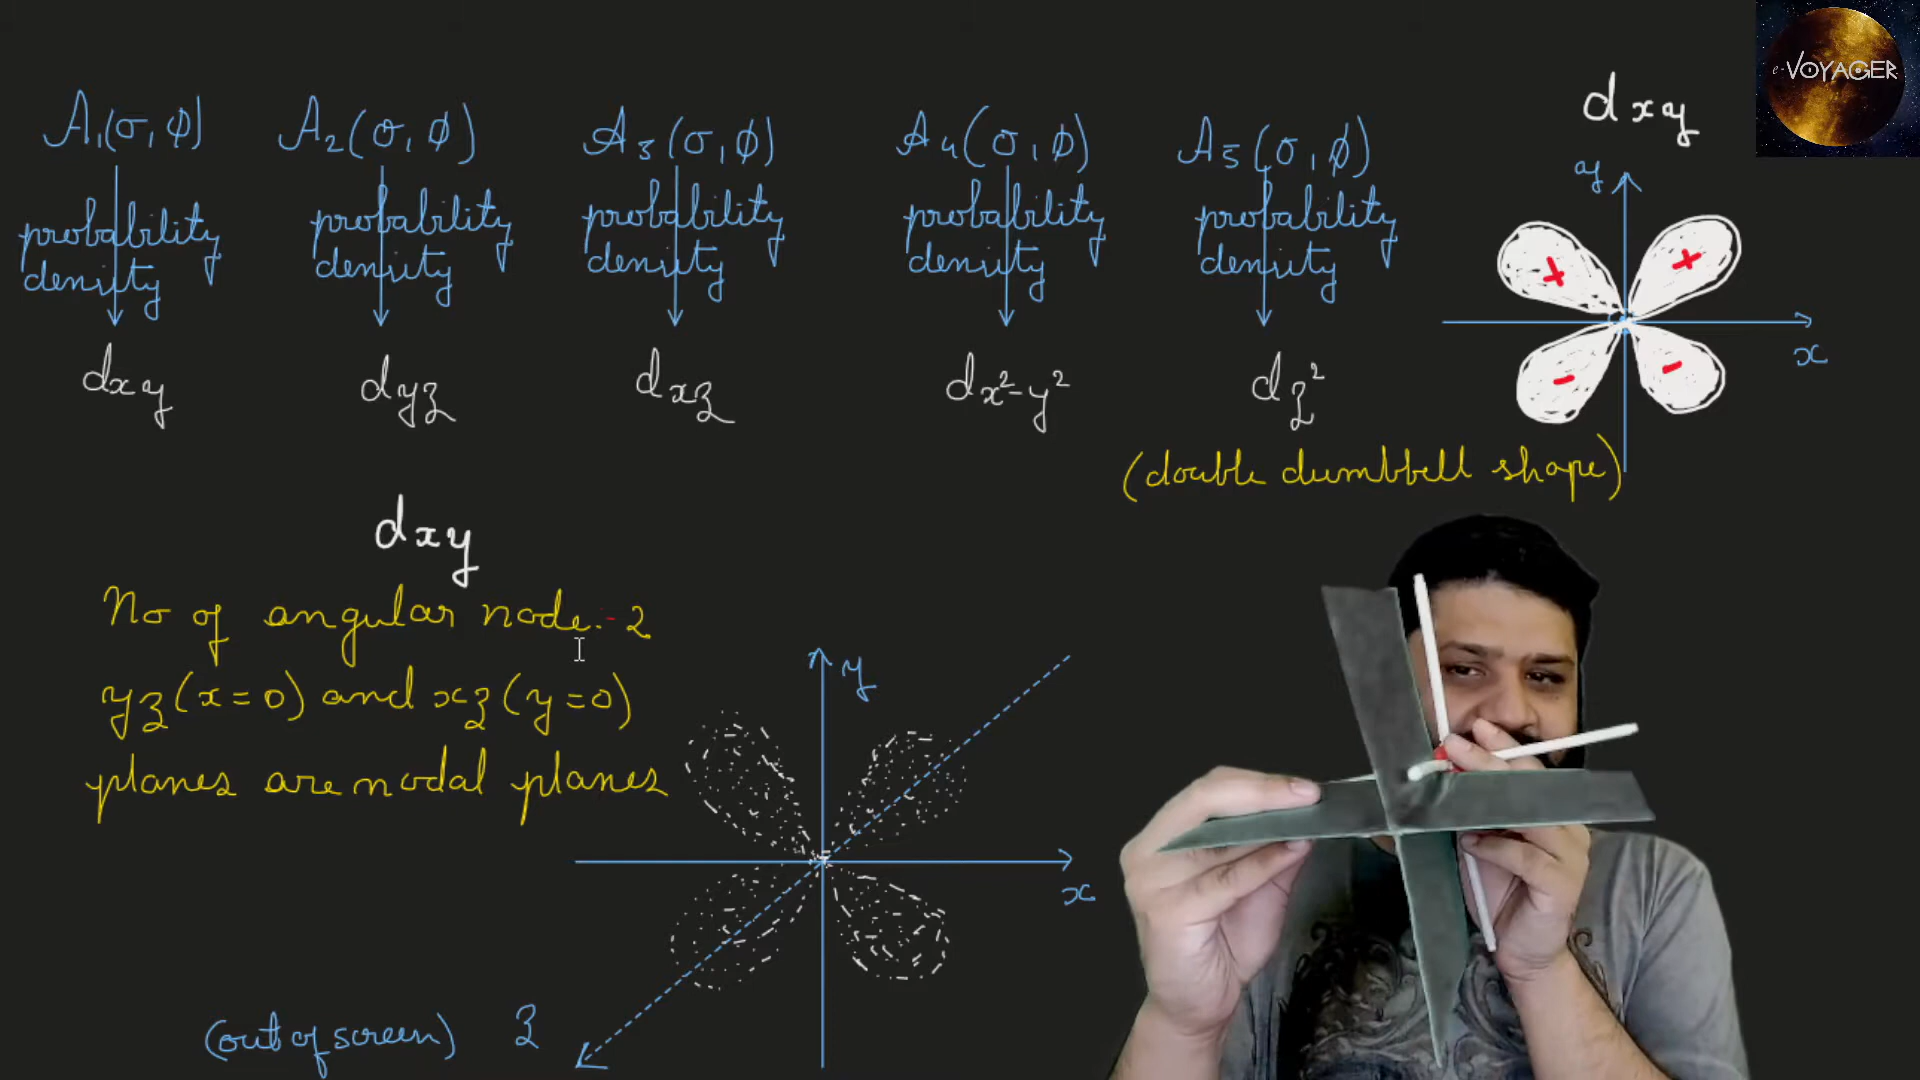 e-VOYAGER
A₁(σ, φ)
A₂(σ, φ)
A₃(σ, φ)
A₄(σ, φ)
A₅(σ, φ)
probability
density
probability
density
probability
density
probability
density
probability
density
dxy
dyz
dxz
dx²-y²
dz²
(double dumbbell shape)
dxy
y
+ +
x
- -
dxy
No of angular node:- 2
yz(x=0) and xz(y=0)
planes are nodal planes
y
x
(out of screen) z